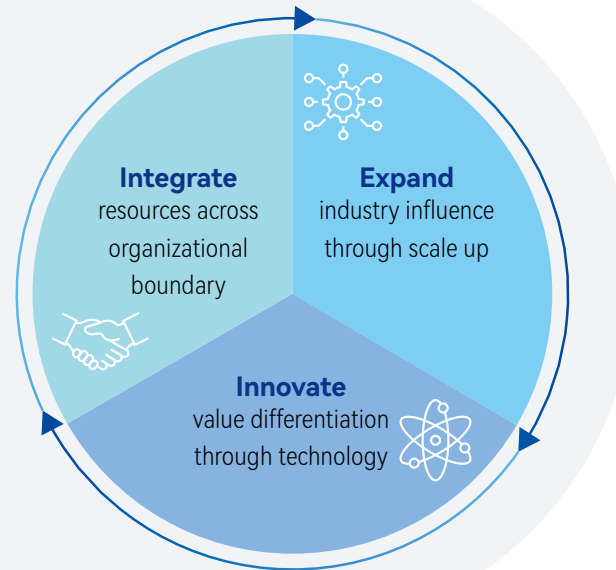 Integrate
resources across
organizational
boundary
Expand
industry influence
through scale up
Innovate
value differentiation
through technology